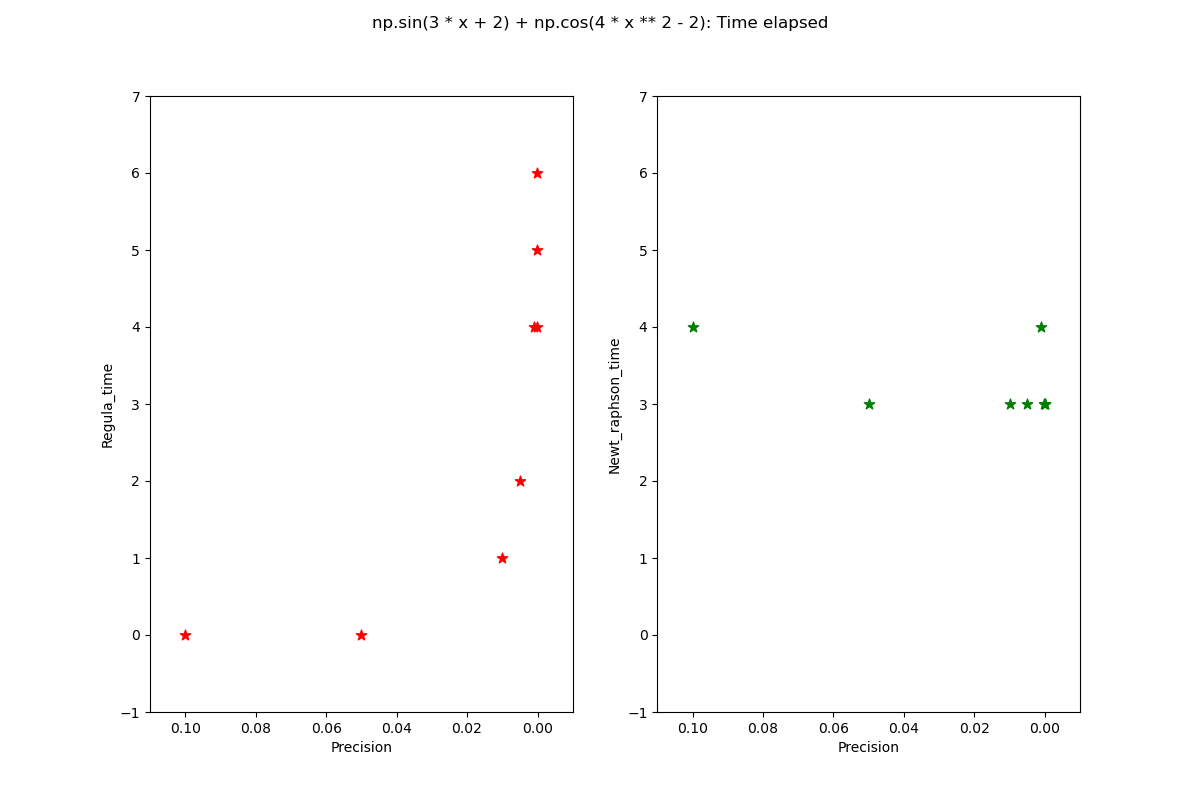 np.sin(3 * x + 2) + np.cos(4 * x ** 2 - 2): Time elapsed
7
6
5
4
3
2
1
0
−1
Regula_time
0.10 0.08 0.06 0.04 0.02 0.00
Precision
7
6
5
4
3
2
1
0
−1
Newt_raphson_time
0.10 0.08 0.06 0.04 0.02 0.00
Precision